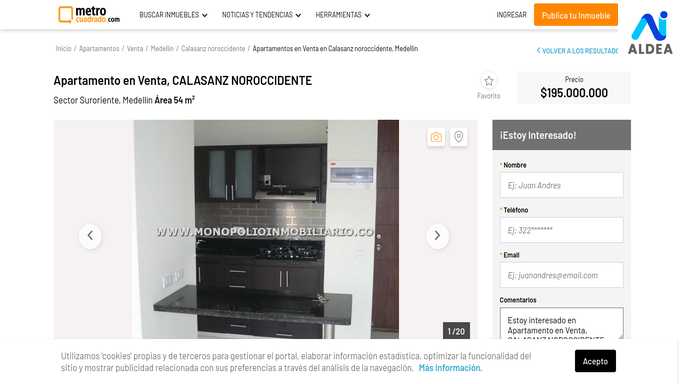 metro
cuadrado.com
BUSCAR INMUEBLES
NOTICIAS Y TENDENCIAS
HERRAMIENTAS
INGRESAR
Publica tu Inmueble
ALDEA
Inicio / Apartamentos / Venta / Medellín / Calasanz noroccidente / Apartamentos en Venta en Calasanz noroccidente, Medellín
VOLVER A LOS RESULTAD
Apartamento en Venta, CALASANZ NOROCCIDENTE
Sector Suroriente, Medellín Área 54 m²
Favorito
Precio
$195.000.000
WWW.MONOPOLIOINMOBILIARIO.CO
1 / 20
¡Estoy Interesado!
* Nombre
Ej: Juan Andres
* Teléfono
Ej: 322*******
* Email
Ej: juanandres@email.com
Comentarios
Estoy interesado en
Apartamento en Venta,
CALASANZ NOROCCIDENTE
Utilizamos 'cookies' propias y de terceros para gestionar el portal, elaborar información estadística, optimizar la funcionalidad del
sitio y mostrar publicidad relacionada con sus preferencias a través del análisis de la navegación. Más información.
Acepto